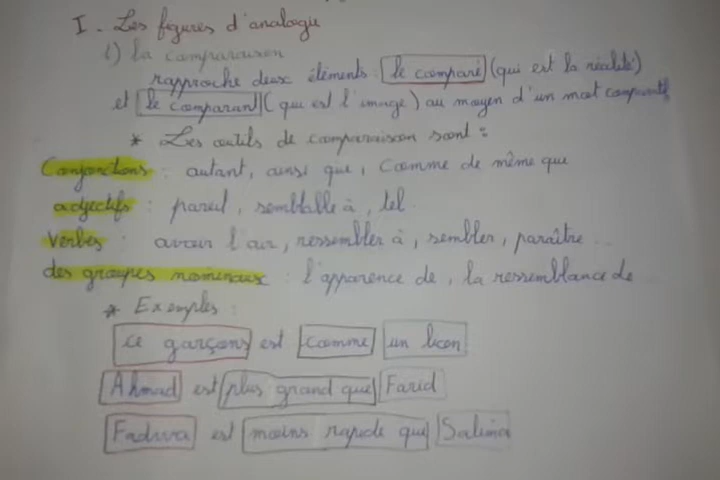 I. Les figures d'analogie
1) la comparaison
rapproche deux éléments. le comparé (qui est la réalité)
et le comparant (qui est l'image) au moyen d'un mot comparatif
* Les outils de comparaison sont :
Conjonctions : autant, ainsi que, comme de même que
adjectifs : pareil, semblable à, tel
Verbes : avoir l'air, ressembler à, sembler, paraître ...
des groupes nominaux : l'apparence de, la ressemblance de
* Exemples :
ce garçons est comme un lion
Ahmad est plus grand que Farid
Fadwa est moins rapide que Salima